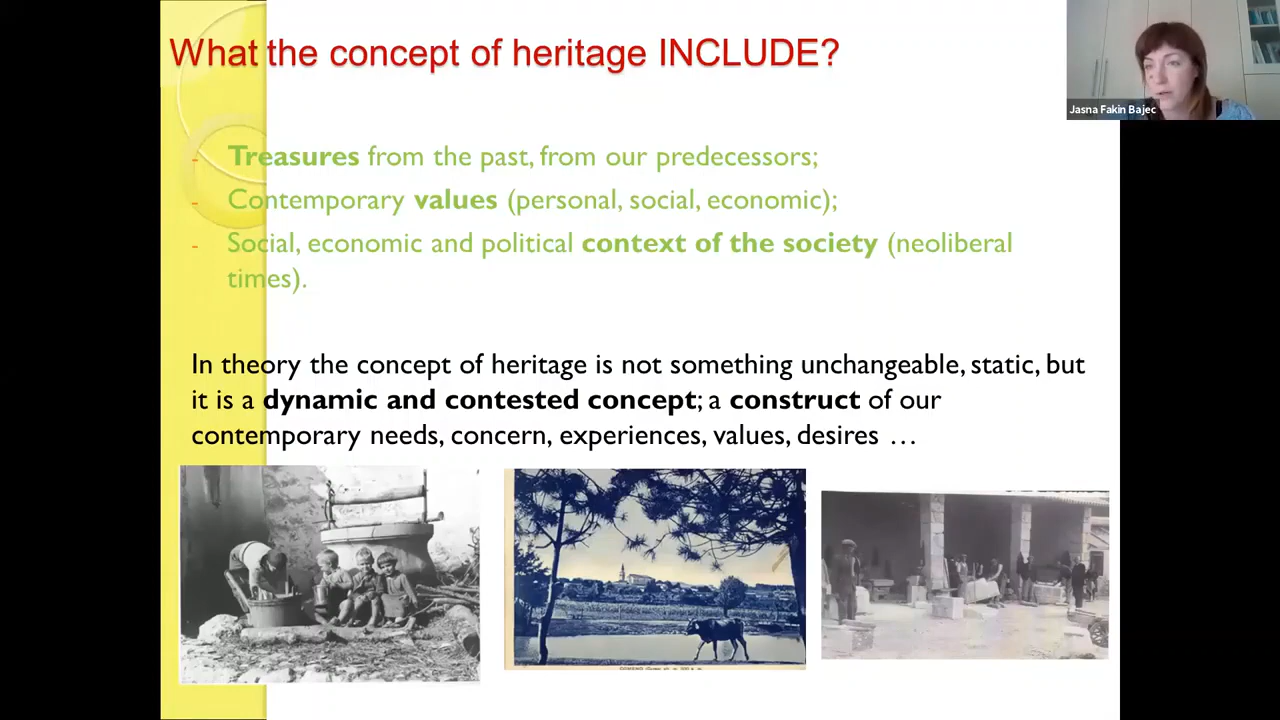 What the concept of heritage INCLUDE?
Jasna Fakin Bajec
- Treasures from the past, from our predecessors;
- Contemporary values (personal, social, economic);
- Social, economic and political context of the society (neoliberal
times).
In theory the concept of heritage is not something unchangeable, static, but
it is a dynamic and contested concept; a construct of our
contemporary needs, concern, experiences, values, desires …